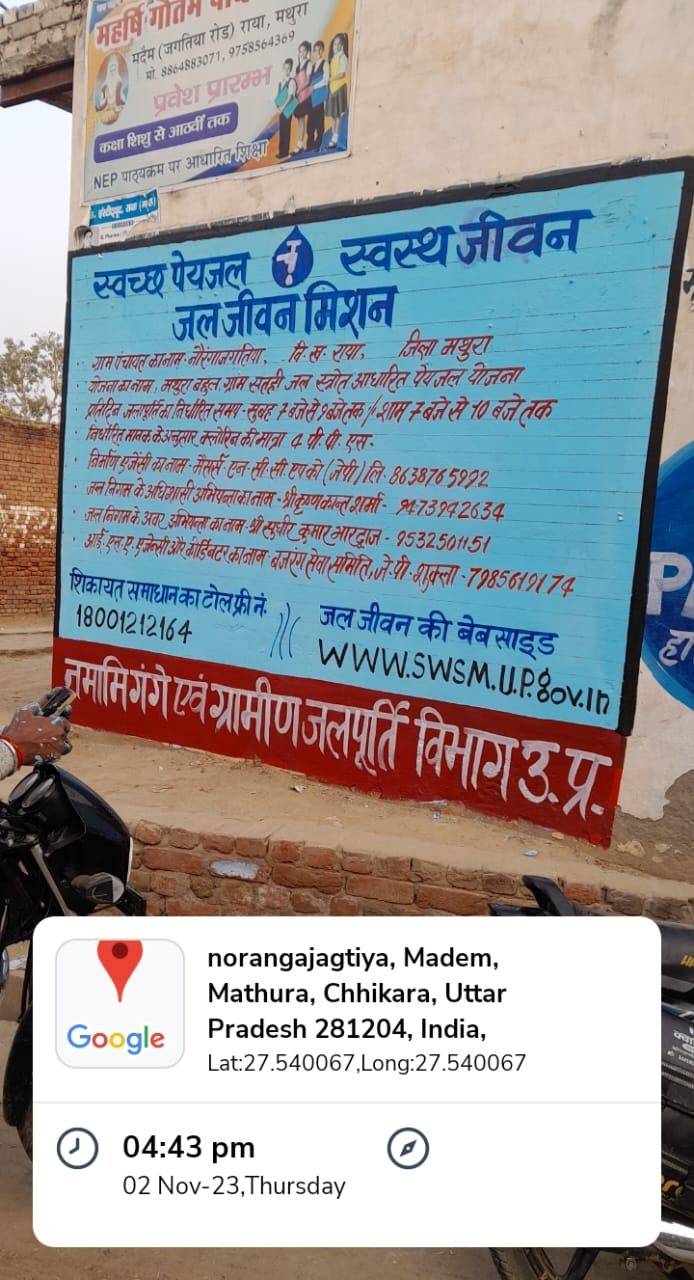 महर्षि गौतम
मदैम (जगतिया रोड) राया, मथुरा
मो. 8864883071, 9758564369
प्रवेश प्रारम्भ
कक्षा शिशु से आठवीं तक
NEP पाठ्यक्रम पर आधारित शिक्षा
स्वच्छ पेयजल स्वस्थ जीवन
जल जीवन मिशन
ग्राम पंचायत का नाम - नौरंगाजगतिया, वि. ख. राया, जिला मथुरा
योजना का नाम, मथुरा बहुल ग्राम सतही जल स्त्रोत आधारित पेयजल योजना
प्रतिदिन जलापूर्ति का निर्धारित समय - सुबह 7 बजे से 9 बजे तक // शाम 7 बजे से 10 बजे तक
निर्धारित मानक के अनुसार क्लोरिन की मात्रा 4 पी. पी. एस.
निर्माण एजेंसी का नाम - मैसर्स. एन. सी. सी. एपको (जेपी) लि. 8638765992
जल निगम के अधिशासी अभियन्ता का नाम - श्री कृष्णकान्त शर्मा - 9473942634
जल निगम के अवर अभियन्ता का नाम - श्री सुधीर कुमार भारद्वाज - 9532501151
आई. एस. ए. एजेन्सी और कोर्डिनेटर का नाम बजरंग सेवा समिति, जे. पी. शुक्ला - 7985619174
शिकायत समाधान का टोल फ्री नं.
18001212164
जल जीवन की बेबसाइड
WWW.SWSM.U.P.gov.in
नमामि गंगे एवं ग्रामीण जलपूर्ति विभाग उ. प्र.
Google
norangajagtiya, Madem,
Mathura, Chhikara, Uttar
Pradesh 281204, India,
Lat:27.540067,Long:27.540067
04:43 pm
02 Nov-23,Thursday